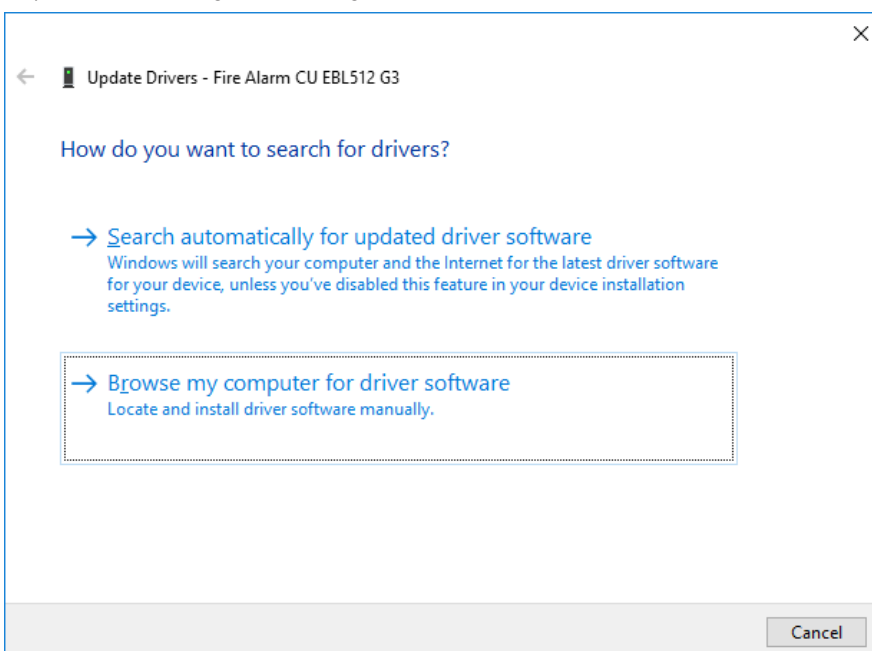 Update Drivers - Fire Alarm CU EBL512 G3
How do you want to search for drivers?
Search automatically for updated driver software
Windows will search your computer and the Internet for the latest driver software
for your device, unless you've disabled this feature in your device installation
settings.
Browse my computer for driver software
Locate and install driver software manually.
Cancel